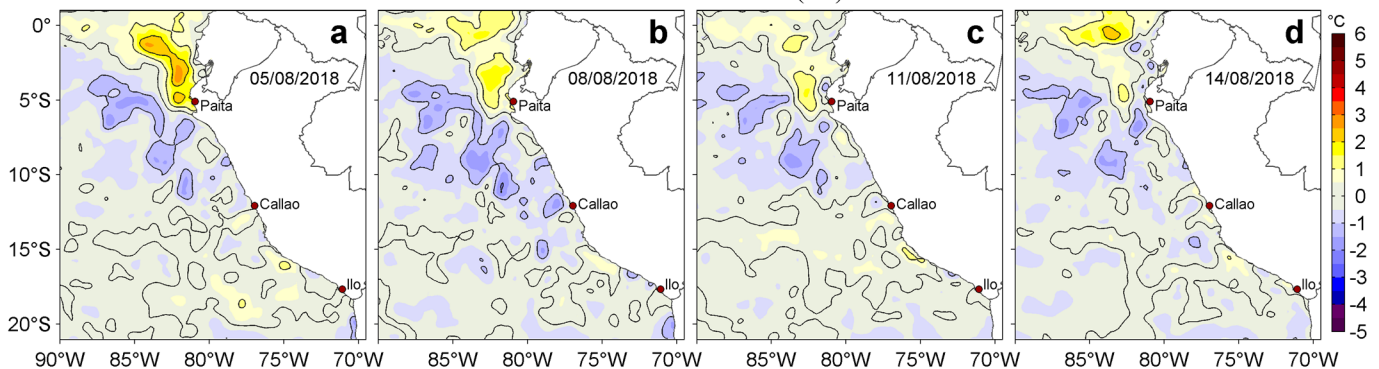 a b c d
°C
05/08/2018 08/08/2018 11/08/2018 14/08/2018
Paita Paita Paita Paita
Callao Callao Callao Callao
Ilo Ilo Ilo Ilo
0°
5°S
10°S
15°S
20°S
90°W 85°W 80°W 75°W 70°W 85°W 80°W 75°W 70°W 85°W 80°W 75°W 70°W 85°W 80°W 75°W 70°W
6
5
4
3
2
1
0
-1
-2
-3
-4
-5